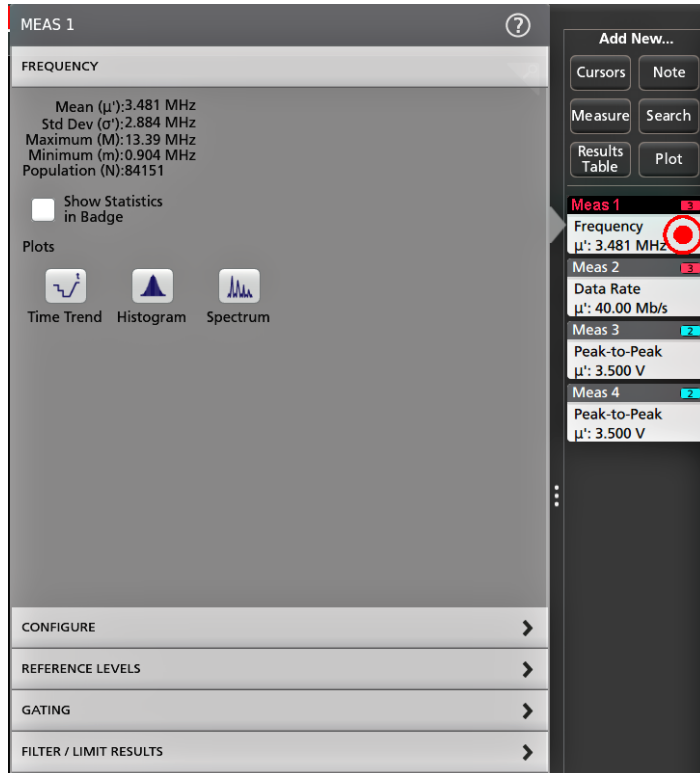 MEAS 1
?
FREQUENCY
Mean (µ'):3.481 MHz
Std Dev (σ'):2.884 MHz
Maximum (M):13.39 MHz
Minimum (m):0.904 MHz
Population (N):84151
Show Statistics
in Badge
Plots
Time Trend Histogram Spectrum
CONFIGURE
REFERENCE LEVELS
GATING
FILTER / LIMIT RESULTS
Add New...
Cursors Note
Measure Search
Results
Table Plot
Meas 1 3
Frequency
µ': 3.481 MHz
Meas 2 3
Data Rate
µ': 40.00 Mb/s
Meas 3 2
Peak-to-Peak
µ': 3.500 V
Meas 4 2
Peak-to-Peak
µ': 3.500 V